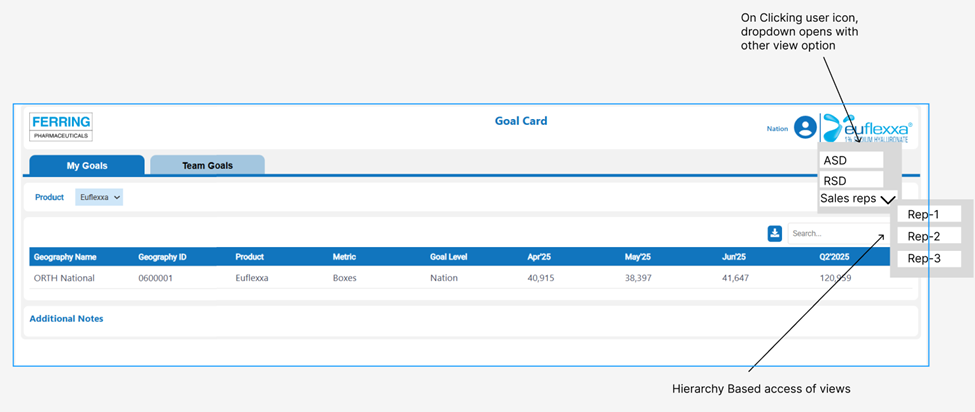 On Clicking user icon,
dropdown opens with
other view option
FERRING
PHARMACEUTICALS
Goal Card
Nation
euflexxa®
1% SODIUM HYALURONATE
My Goals
Team Goals
ASD
RSD
Sales reps
Product
Euflexxa
Rep-1
Rep-2
Rep-3
Search...
Geography Name Geography ID Product Metric Goal Level Apr'25 May'25 Jun'25 Q2'2025
ORTH National 0600001 Euflexxa Boxes Nation 40,915 38,397 41,647 120,959
Additional Notes
Hierarchy Based access of views